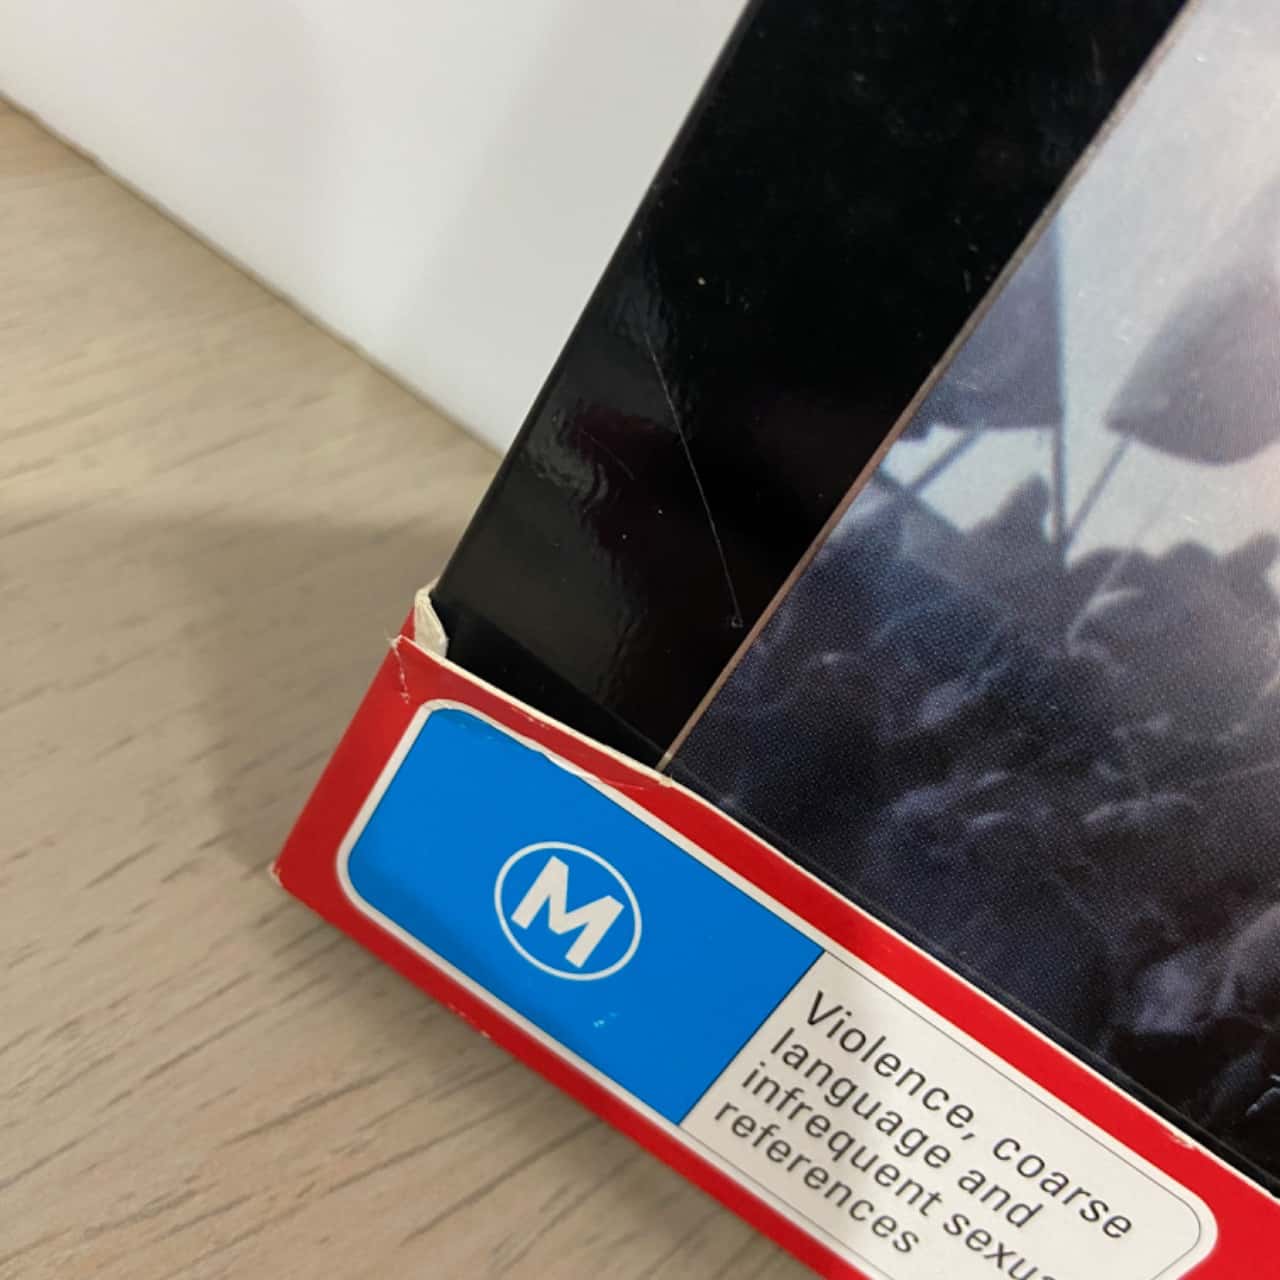 M
Violence, coarse
language and
infrequent
references